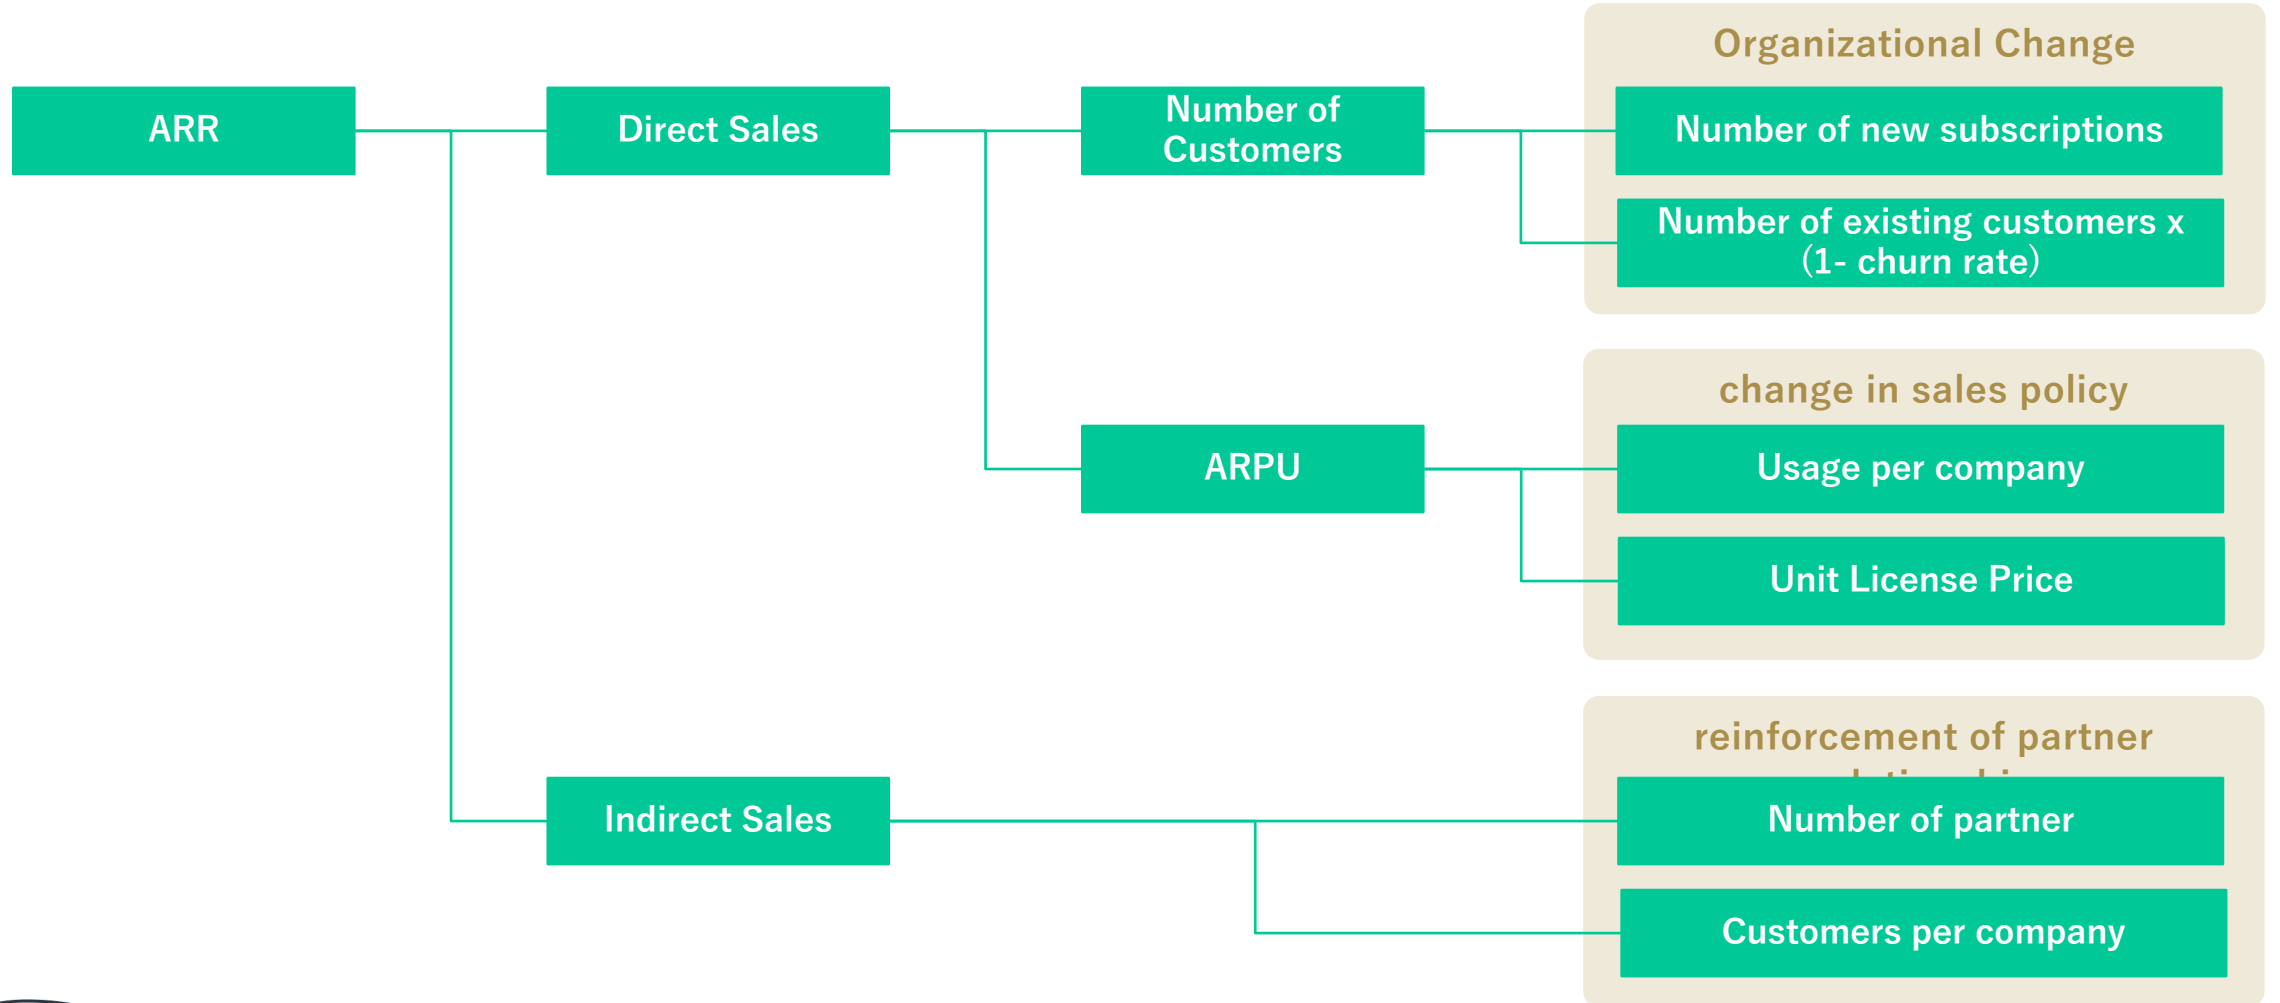 Organizational Change
ARR
Direct Sales
Number of
Customers
Number of new subscriptions
Number of existing customers x
(1- churn rate)
change in sales policy
ARPU
Usage per company
Unit License Price
reinforcement of partner
Indirect Sales
Number of partner
Customers per company